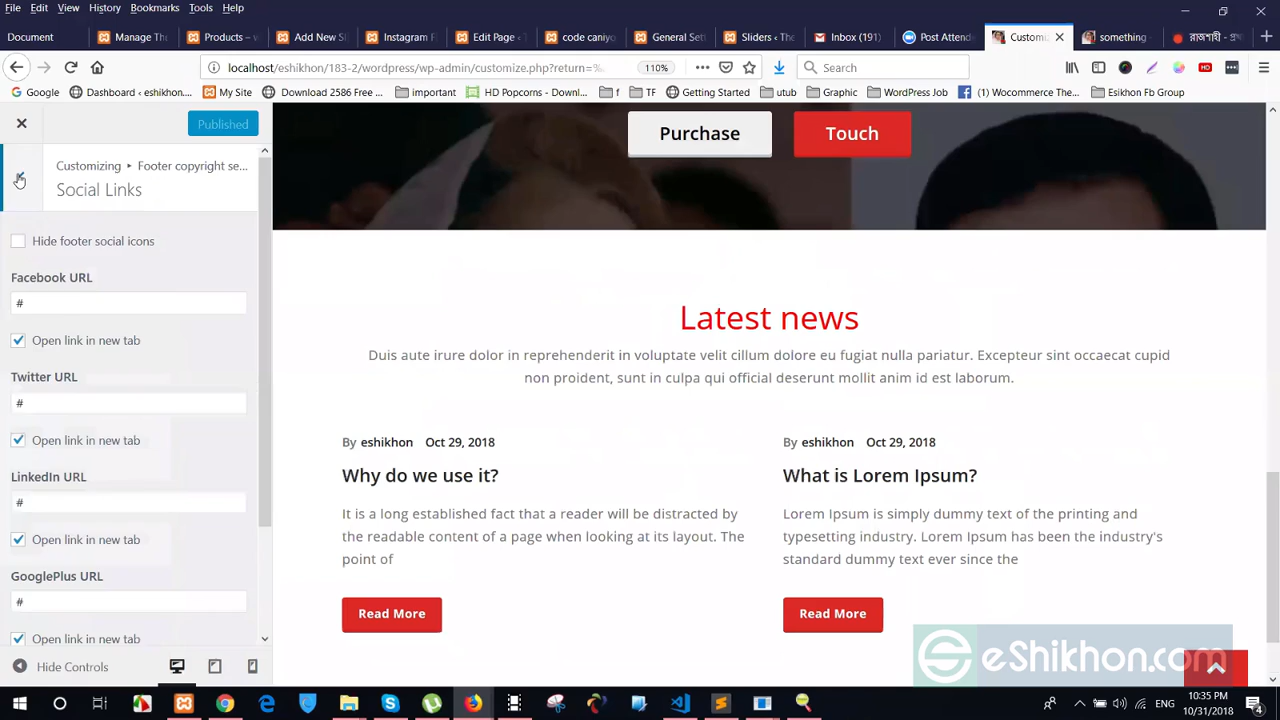 File Edit View History Bookmarks Tools Help
Document Manage The Products – w Add New S Instagram F Edit Page ‹ T code caniyo General Sett Sliders ‹ The Inbox (191) Post Attende Customiz something রাজশাহী - প্রথ
localhost/eshikhon/183-2/wordpress/wp-admin/customize.php?return=% 110% Search
Google Dashboard ‹ eshikhon... My Site Download 2586 Free ... important HD Popcorns - Downl... f TF Getting Started utub Graphic WordPress Job (1) Wocommerce The... Esikhon Fb Group
Published
Customizing ▸ Footer copyright se...
Social Links
Hide footer social icons
Facebook URL
#
Open link in new tab
Twitter URL
#
Open link in new tab
LinkedIn URL
#
Open link in new tab
GooglePlus URL
#
Open link in new tab
Hide Controls
Purchase Touch
Latest news
Duis aute irure dolor in reprehenderit in voluptate velit cillum dolore eu fugiat nulla pariatur. Excepteur sint occaecat cupid
non proident, sunt in culpa qui official deserunt mollit anim id est laborum.
By eshikhon Oct 29, 2018
Why do we use it?
It is a long established fact that a reader will be distracted by
the readable content of a page when looking at its layout. The
point of
Read More
By eshikhon Oct 29, 2018
What is Lorem Ipsum?
Lorem Ipsum is simply dummy text of the printing and
typesetting industry. Lorem Ipsum has been the industry's
standard dummy text ever since the
Read More
eShikhon.com
ENG
10:35 PM
10/31/2018
4